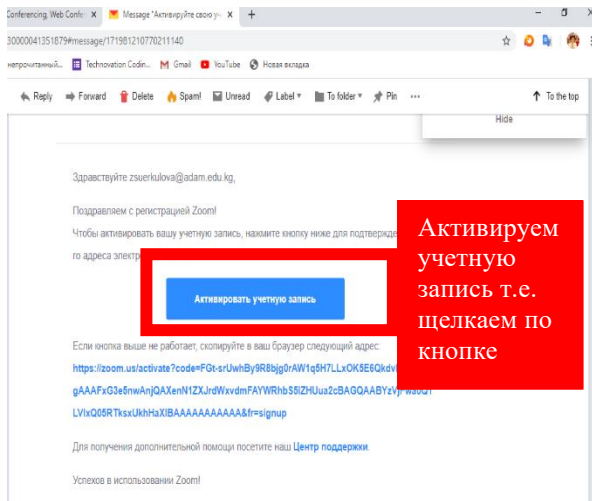 Conferencing, Web Confe
Message "Активируйте свою уч
30000041351879#message/171981210770211140
непрочитанный...
Technovation Codin...
Gmail
YouTube
Новая вкладка
Reply
Forward
Delete
Spam!
Unread
Label
To folder
Pin
To the top
Hide
Здравствуйте zsuerkulova@adam.edu.kg,
Поздравляем с регистрацией Zoom!
Чтобы активировать вашу учетную запись, нажмите кнопку ниже для подтвержде
го адреса электро
Активировать учетную запись
Активируем
учетную
запись т.е.
щелкаем по
кнопке
Если кнопка выше не работает, скопируйте в ваш браузер следующий адрес:
https://zoom.us/activate?code=FGt-srUwhBy9R8bjg0rAW1q5H7LLxOK5E6Qkdv
gAAAFxG3e5nwAnjQAXenN1ZXJrdWxvdmFAYWRhbS5lZHUua2cBAGQAABYzVj
LVIxQ05RTksxUkhHaXlBAAAAAAAAAAA&fr=signup
Для получения дополнительной помощи посетите наш Центр поддержки.
Успехов в использовании Zoom!